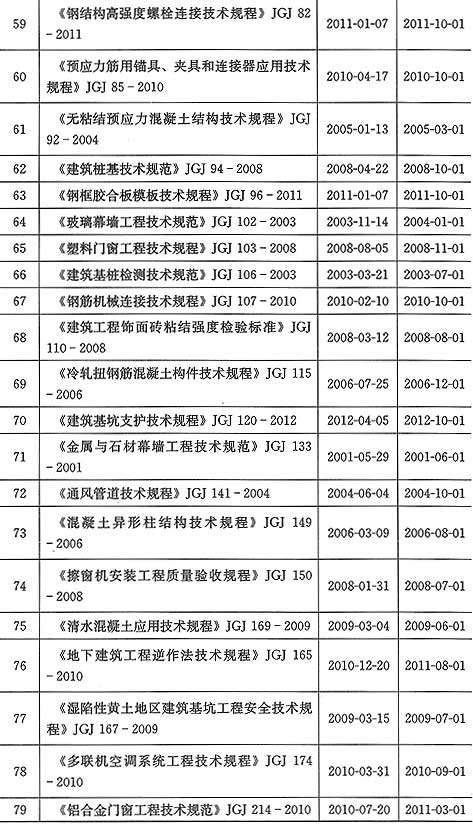 59 《钢结构高强度螺栓连接技术规程》JGJ 82 2011-01-07 2011-10-01
-2011
60 《预应力筋用锚具、夹具和连接器应用技术 2010-04-17 2010-10-01
规程》JGJ 85-2010
61 《无粘结预应力混凝土结构技术规程》JGJ 2005-01-13 2005-03-01
92-2004
62 《建筑桩基技术规范》JGJ 94-2008 2008-04-22 2008-10-01
63 《钢框胶合板模板技术规程》JGJ 96-2011 2011-01-07 2011-10-01
64 《玻璃幕墙工程技术规范》JGJ 102-2003 2003-11-14 2004-01-01
65 《塑料门窗工程技术规程》JGJ 103-2008 2008-08-05 2008-11-01
66 《建筑基桩检测技术规范》JGJ 106-2003 2003-03-21 2003-07-01
67 《钢筋机械连接技术规程》JGJ 107-2010 2010-02-10 2010-10-01
68 《建筑工程饰面砖粘结强度检验标准》JGJ 2008-03-12 2008-08-01
110-2008
69 《冷轧扭钢筋混凝土构件技术规程》JGJ 115 2006-07-25 2006-12-01
-2006
70 《建筑基坑支护技术规程》JGJ 120-2012 2012-04-05 2012-10-01
71 《金属与石材幕墙工程技术规范》JGJ 133 2001-05-29 2001-06-01
-2001
72 《通风管道技术规程》JGJ 141-2004 2004-06-04 2004-10-01
73 《混凝土异形柱结构技术规程》JGJ 149 2006-03-09 2006-08-01
-2006
74 《擦窗机安装工程质量验收规程》JGJ 150 2008-01-31 2008-07-01
-2008
75 《清水混凝土应用技术规程》JGJ 169-2009 2009-03-04 2009-06-01
76 《地下建筑工程逆作法技术规程》JGJ 165 2010-12-20 2011-08-01
-2010
77 《湿陷性黄土地区建筑基坑工程安全技术规 2009-03-15 2009-07-01
程》JGJ 167-2009
78 《多联机空调系统工程技术规程》JGJ 174 2010-03-31 2010-09-01
-2010
79 《铝合金门窗工程技术规范》JGJ 214-2010 2010-07-20 2011-03-01